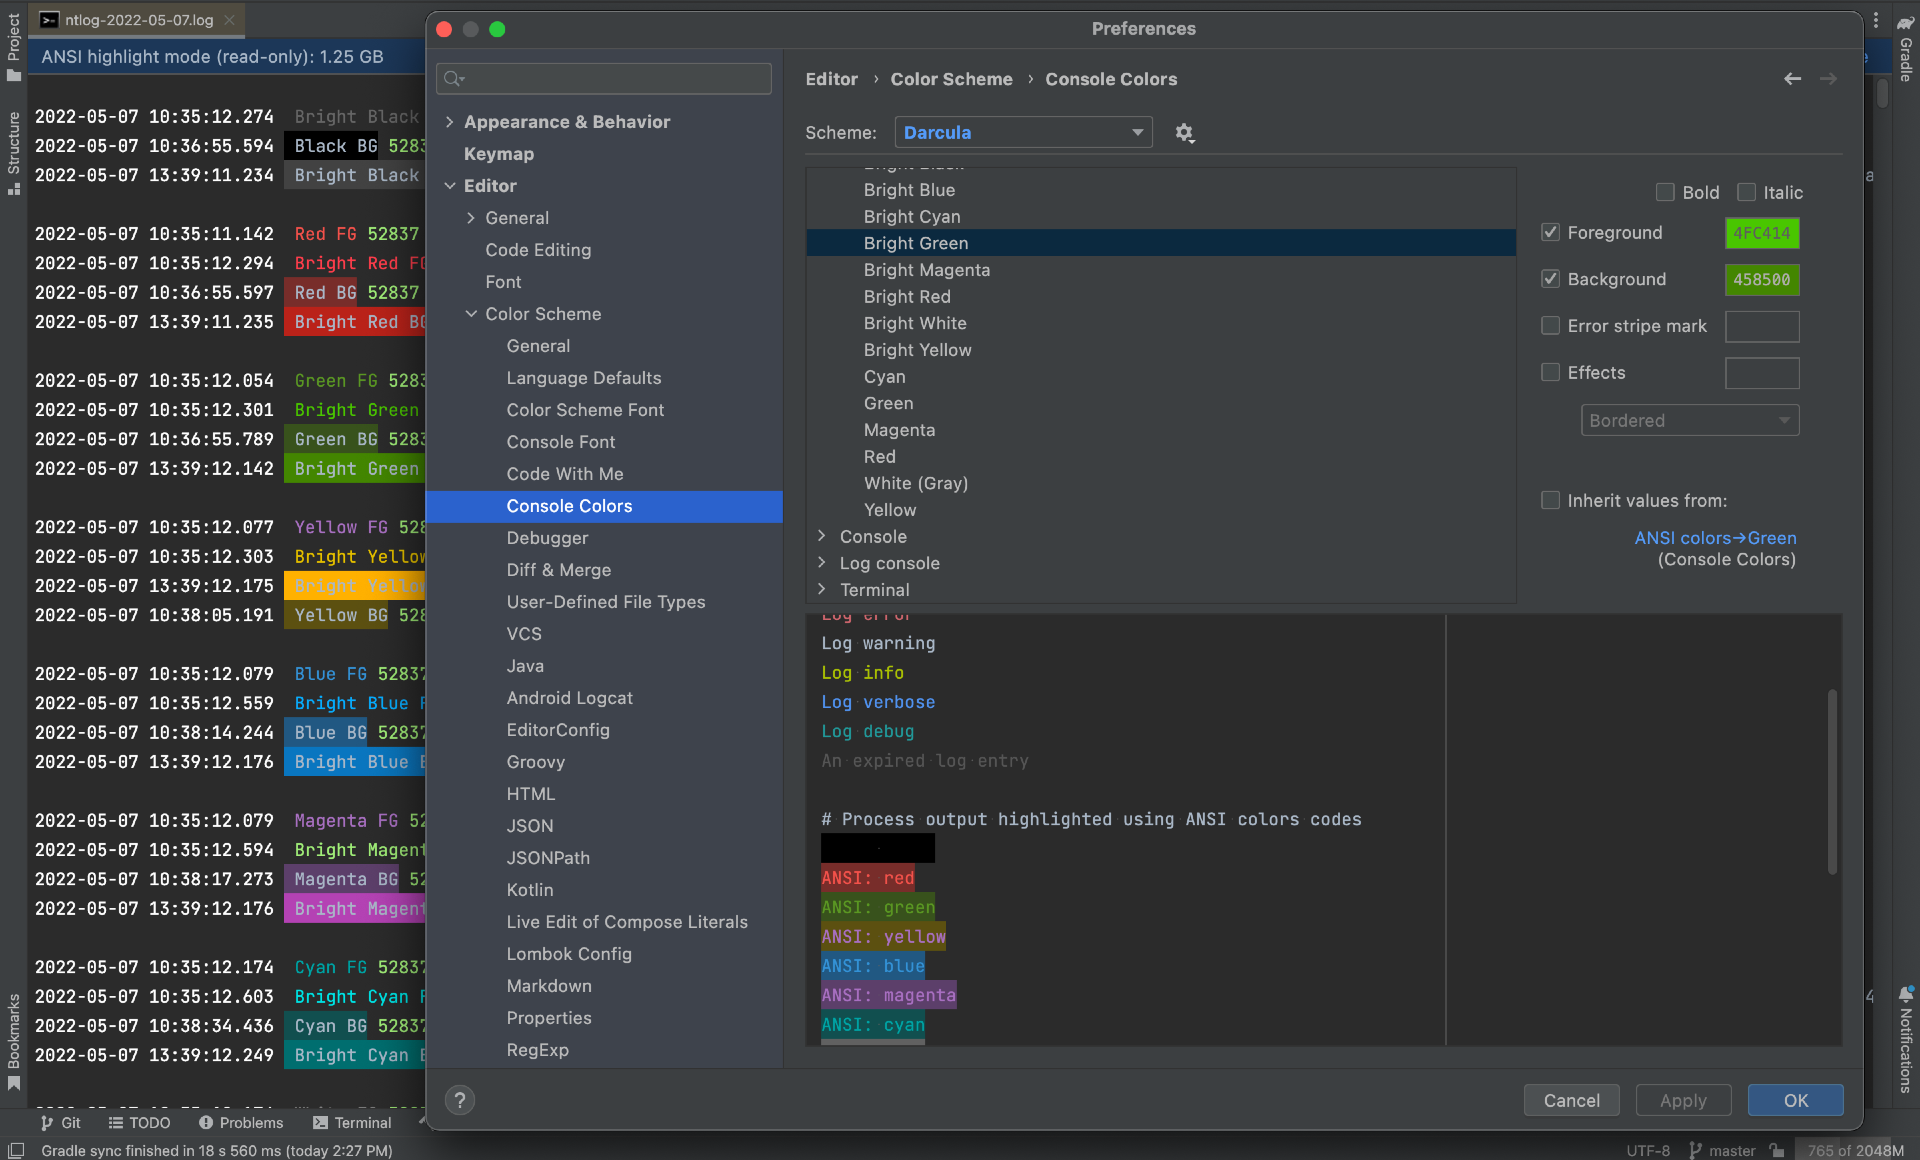 ntlog-2022-05-07.log
Project
Structure
Bookmarks
ANSI highlight mode (read-only): 1.25 GB
2022-05-07 10:35:12.274 Bright Black
2022-05-07 10:36:55.594 Black BG 528
2022-05-07 13:39:11.234 Bright Black
2022-05-07 10:35:11.142 Red FG 52837
2022-05-07 10:35:12.294 Bright Red FG
2022-05-07 10:36:55.597 Red BG 52837
2022-05-07 13:39:11.235 Bright Red BG
2022-05-07 10:35:12.054 Green FG 528
2022-05-07 10:35:12.301 Bright Green
2022-05-07 10:36:55.789 Green BG 528
2022-05-07 13:39:12.142 Bright Green
2022-05-07 10:35:12.077 Yellow FG 52
2022-05-07 10:35:12.303 Bright Yellow
2022-05-07 13:39:12.175 Bright Yellow
2022-05-07 10:38:05.191 Yellow BG 52
2022-05-07 10:35:12.079 Blue FG 52837
2022-05-07 10:35:12.559 Bright Blue
2022-05-07 10:38:14.244 Blue BG 52837
2022-05-07 13:39:12.176 Bright Blue
2022-05-07 10:35:12.079 Magenta FG 52
2022-05-07 10:35:12.594 Bright Magent
2022-05-07 10:38:17.273 Magenta BG 52
2022-05-07 13:39:12.176 Bright Magent
2022-05-07 10:35:12.174 Cyan FG 52837
2022-05-07 10:35:12.603 Bright Cyan
2022-05-07 10:38:34.436 Cyan BG 52837
2022-05-07 13:39:12.249 Bright Cyan
Preferences
Appearance & Behavior
Keymap
Editor
General
Code Editing
Font
Color Scheme
General
Language Defaults
Color Scheme Font
Console Font
Code With Me
Console Colors
Debugger
Diff & Merge
User-Defined File Types
VCS
Java
Android Logcat
EditorConfig
Groovy
HTML
JSON
JSONPath
Kotlin
Live Edit of Compose Literals
Lombok Config
Markdown
Properties
RegExp
?
Editor › Color Scheme › Console Colors
Scheme: Darcula
Bright Black
Bright Blue
Bright Cyan
Bright Green
Bright Magenta
Bright Red
Bright White
Bright Yellow
Cyan
Green
Magenta
Red
White (Gray)
Yellow
Console
Log console
Terminal
Bold Italic
Foreground 4FC414
Background 458500
Error stripe mark
Effects
Bordered
Inherit values from:
ANSI colors→Green
(Console Colors)
Log error
Log warning
Log info
Log verbose
Log debug
An expired log entry
# Process output highlighted using ANSI colors codes
ANSI: red
ANSI: green
ANSI: yellow
ANSI: blue
ANSI: magenta
ANSI: cyan
Cancel Apply OK
Gradle
Notifications
Git TODO Problems Terminal
Gradle sync finished in 18 s 560 ms (today 2:27 PM)
UTF-8 master 765 of 2048M